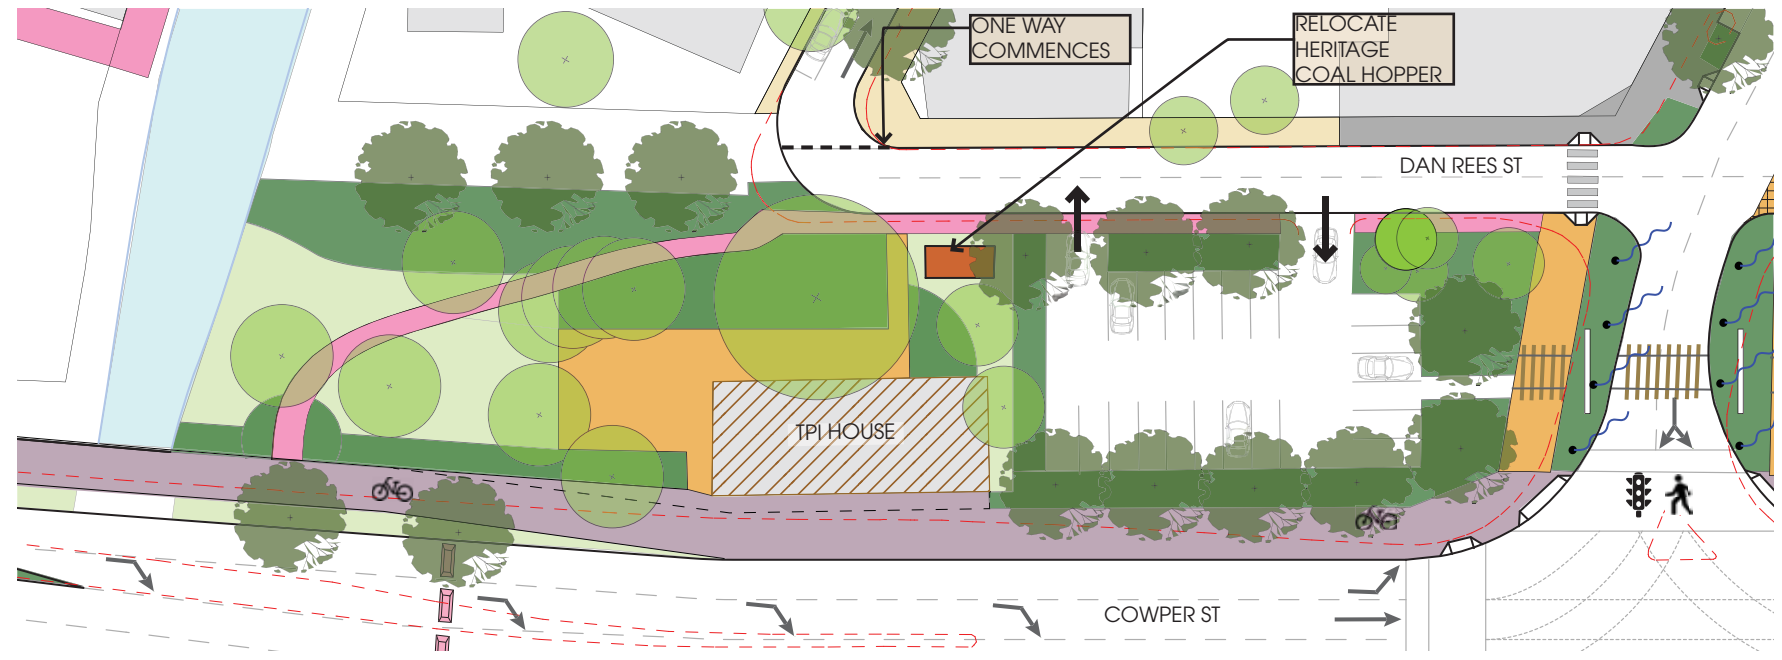 ONE WAY
COMMENCES
RELOCATE
HERITAGE
COAL HOPPER
DAN REES ST
TPI HOUSE
COWPER ST